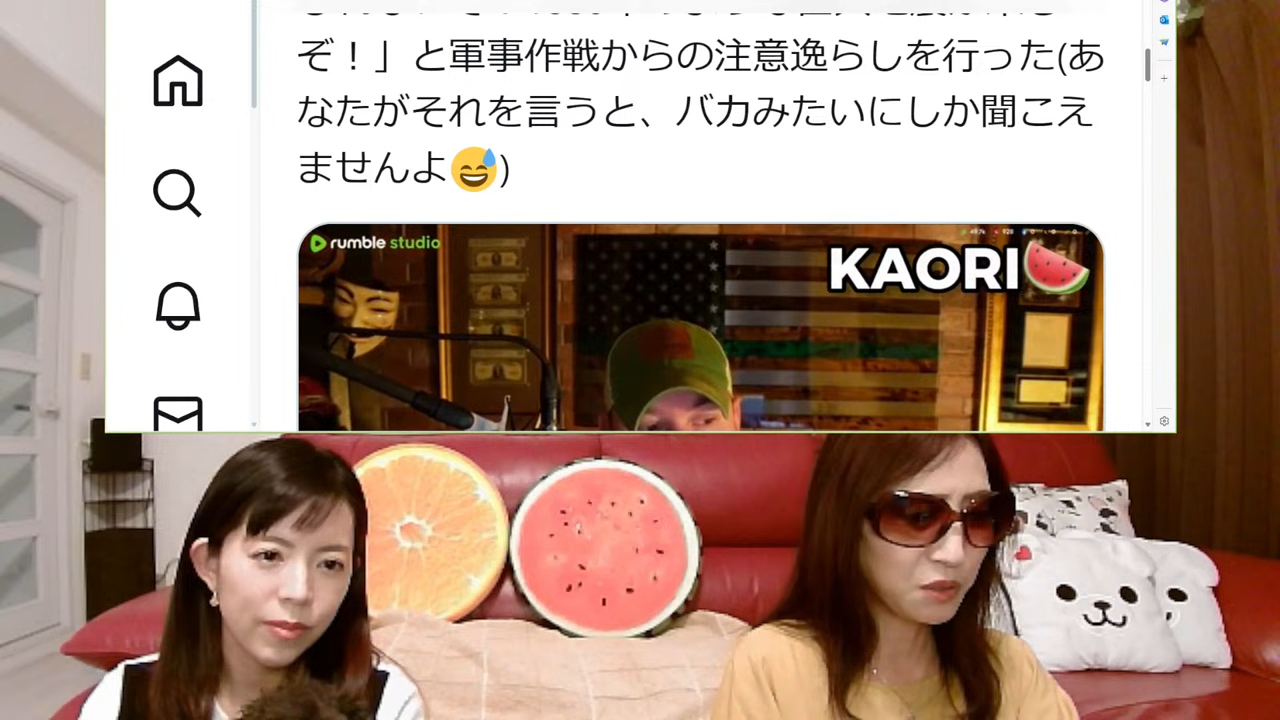 ぞ！」と軍事作戦からの注意逸らしを行った(あ
なたがそれを言うと、バカみたいにしか聞こえ
ませんよ😅)
rumble studio
KAORI